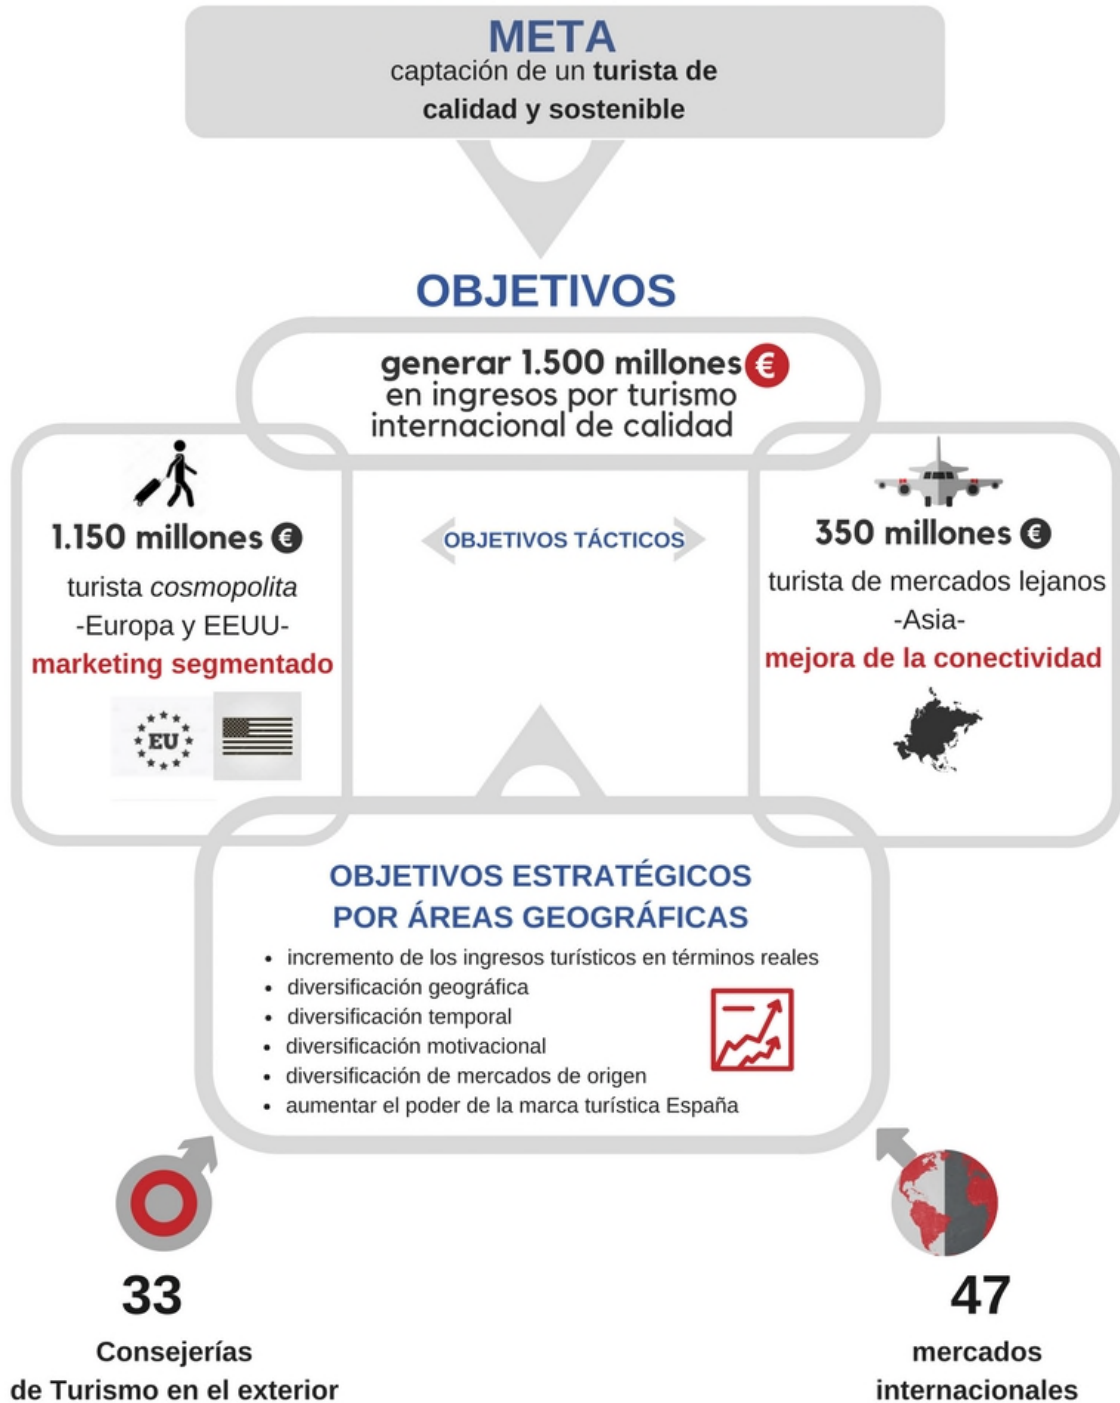 META
captación de un turista de
calidad y sostenible
OBJETIVOS
generar 1.500 millones €
en ingresos por turismo
internacional de calidad
1.150 millones €
turista cosmopolita
-Europa y EEUU-
marketing segmentado
EU
OBJETIVOS TÁCTICOS
350 millones €
turista de mercados lejanos
-Asia-
mejora de la conectividad
OBJETIVOS ESTRATÉGICOS
POR ÁREAS GEOGRÁFICAS
• incremento de los ingresos turísticos en términos reales
• diversificación geográfica
• diversificación temporal
• diversificación motivacional
• diversificación de mercados de origen
• aumentar el poder de la marca turística España
33
Consejerías
de Turismo en el exterior
47
mercados
internacionales